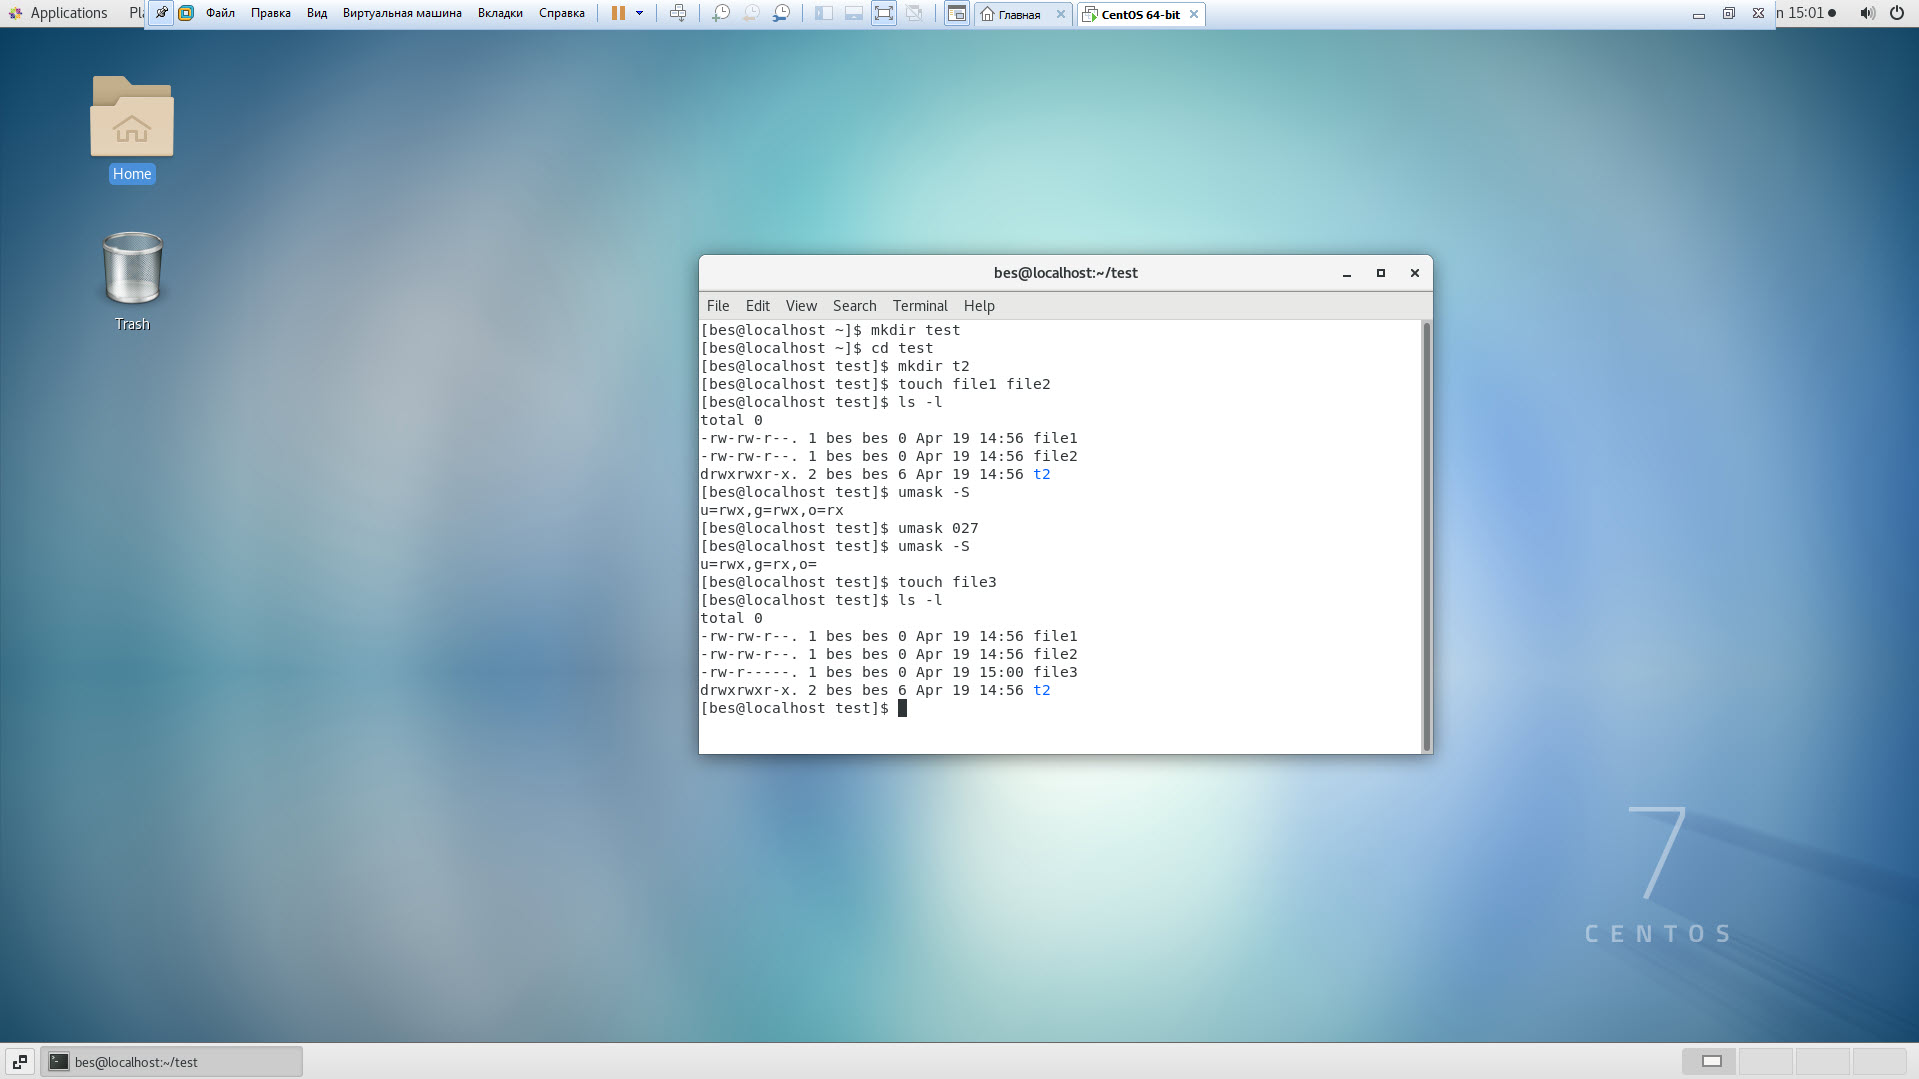 Applications Pl Файл Правка Вид Виртуальная машина Вкладки Справка Главная CentOS 64-bit n 15:01
Home
Trash
bes@localhost:~/test
File Edit View Search Terminal Help
[bes@localhost ~]$ mkdir test
[bes@localhost ~]$ cd test
[bes@localhost test]$ mkdir t2
[bes@localhost test]$ touch file1 file2
[bes@localhost test]$ ls -l
total 0
-rw-rw-r--. 1 bes bes 0 Apr 19 14:56 file1
-rw-rw-r--. 1 bes bes 0 Apr 19 14:56 file2
drwxrwxr-x. 2 bes bes 6 Apr 19 14:56 t2
[bes@localhost test]$ umask -S
u=rwx,g=rwx,o=rx
[bes@localhost test]$ umask 027
[bes@localhost test]$ umask -S
u=rwx,g=rx,o=
[bes@localhost test]$ touch file3
[bes@localhost test]$ ls -l
total 0
-rw-rw-r--. 1 bes bes 0 Apr 19 14:56 file1
-rw-rw-r--. 1 bes bes 0 Apr 19 14:56 file2
-rw-r-----. 1 bes bes 0 Apr 19 15:00 file3
drwxrwxr-x. 2 bes bes 6 Apr 19 14:56 t2
[bes@localhost test]$
7
CENTOS
bes@localhost:~/test